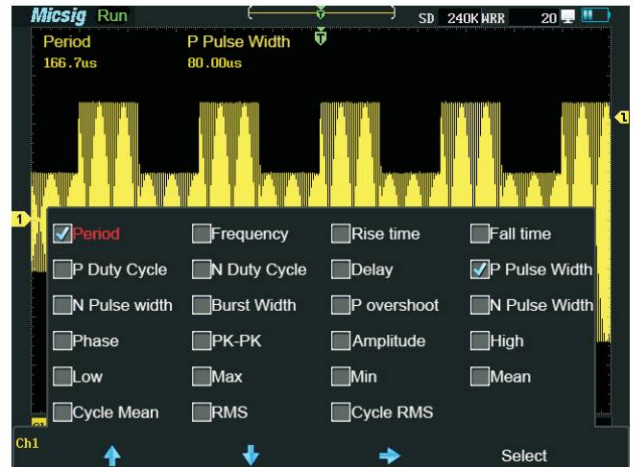 Micsig Run SD 240K WRR 20
Period P Pulse Width
166.7us 80.00us
1
1
Period Frequency Rise time Fall time
P Duty Cycle N Duty Cycle Delay P Pulse Width
N Pulse width Burst Width P overshoot N Pulse Width
Phase PK-PK Amplitude High
Low Max Min Mean
Cycle Mean RMS Cycle RMS
Ch1 Select